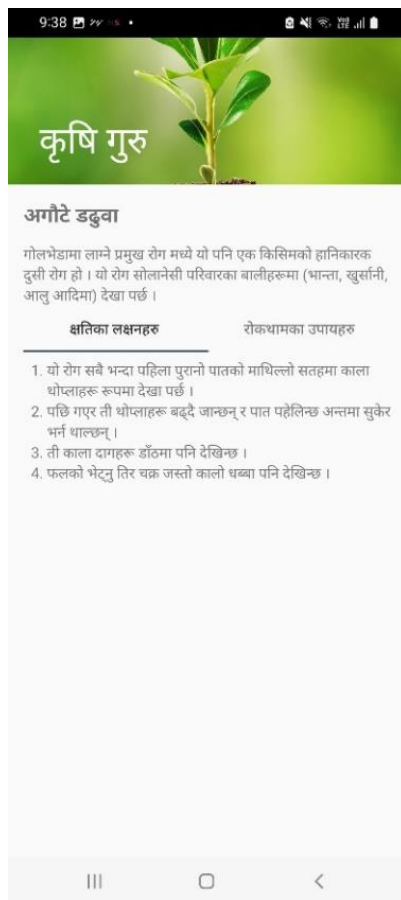 9:38
कृषि गुरु
अगौटे डढुवा
गोलभेडामा लाग्ने प्रमुख रोग मध्ये यो पनि एक किसिमको हानिकारक
दुसी रोग हो । यो रोग सोलानेसी परिवारका बालीहरूमा (भान्ता, खुर्सानी,
आलु आदिमा) देखा पर्छ ।
क्षतिका लक्षनहरु रोकथामका उपायहरु
1. यो रोग सबै भन्दा पहिला पुरानो पातको माथिल्लो सतहमा काला
थोप्लाहरू रूपमा देखा पर्छ ।
2. पछि गएर ती थोप्लाहरू बढ्दै जान्छन् र पात पहेलिन्छ अन्तमा सुकेर
भर्न थाल्छन् ।
3. ती काला दागहरू डाँठमा पनि देखिन्छ ।
4. फलको भेट्नु तिर चक्र जस्तो कालो धब्बा पनि देखिन्छ ।